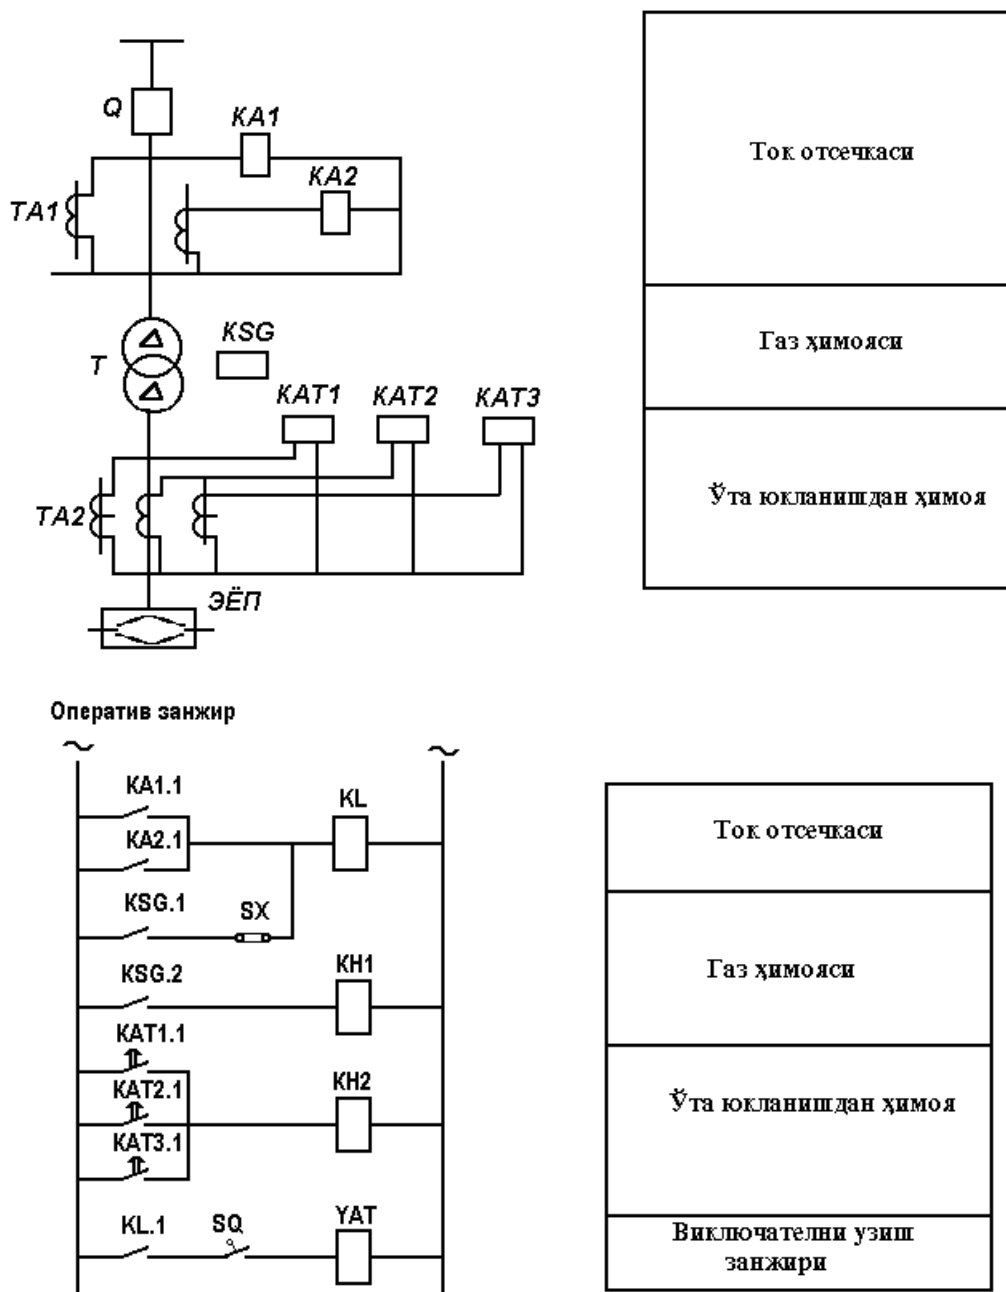 Q
KA1
KA2
TA1
Ток отсечкаси
T
KSG
Газ ҳимояси
KAT1
KAT2
KAT3
TA2
Ўта юкланишдан ҳимоя
ЭЁП
Оператив занжир
KA1.1
KL
KA2.1
Ток отсечкаси
KSG.1
SX
Газ ҳимояси
KSG.2
KH1
KAT1.1
KAT2.1
KH2
Ўта юкланишдан ҳимоя
KAT3.1
KL.1
SQ
YAT
Виключателни узиш
занжири